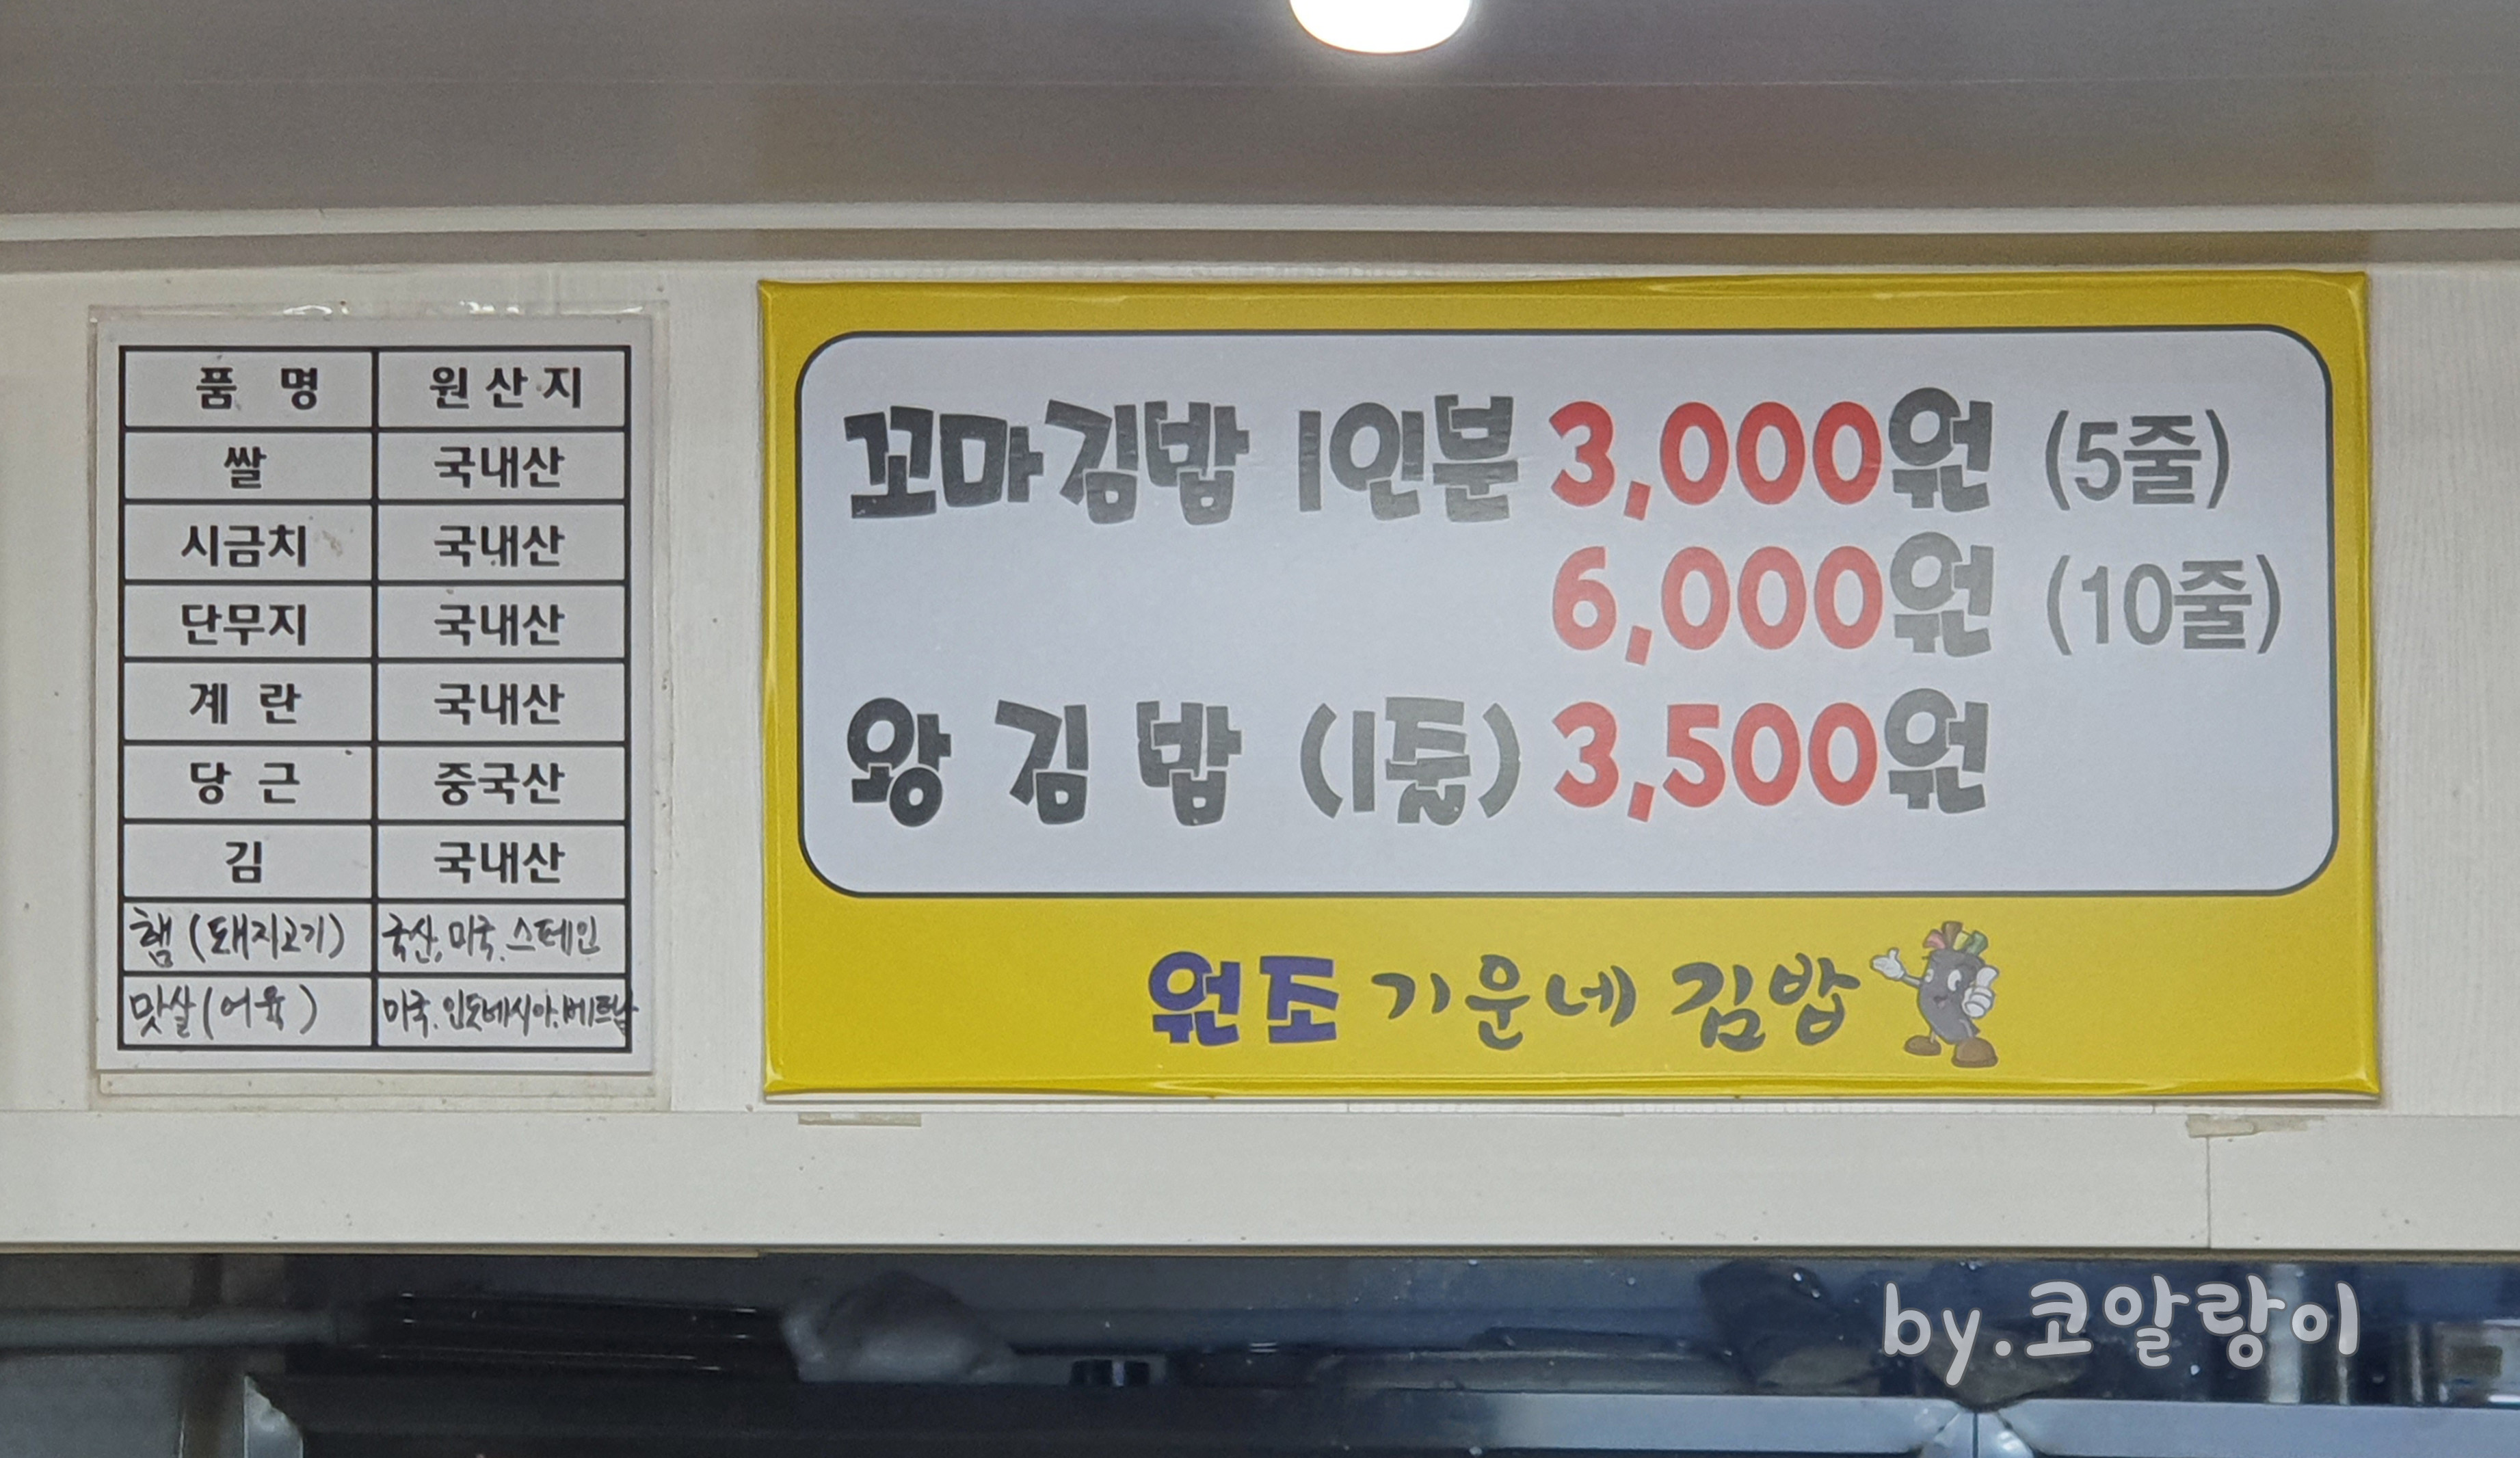 품 명 원 산 지
쌀 국내산
시금치 국내산
단무지 국내산
계 란 국내산
당 근 중국산
김 국내산
햄 (돼지고기) 국산, 미국, 스페인
맛살 (어육) 미국, 인도네시아, 베트남
꼬마김밥 1인분 3,000원 (5줄)
6,000원 (10줄)
왕 김 밥 (1줄) 3,500원
원조 기운네 김밥
by.코알랑이